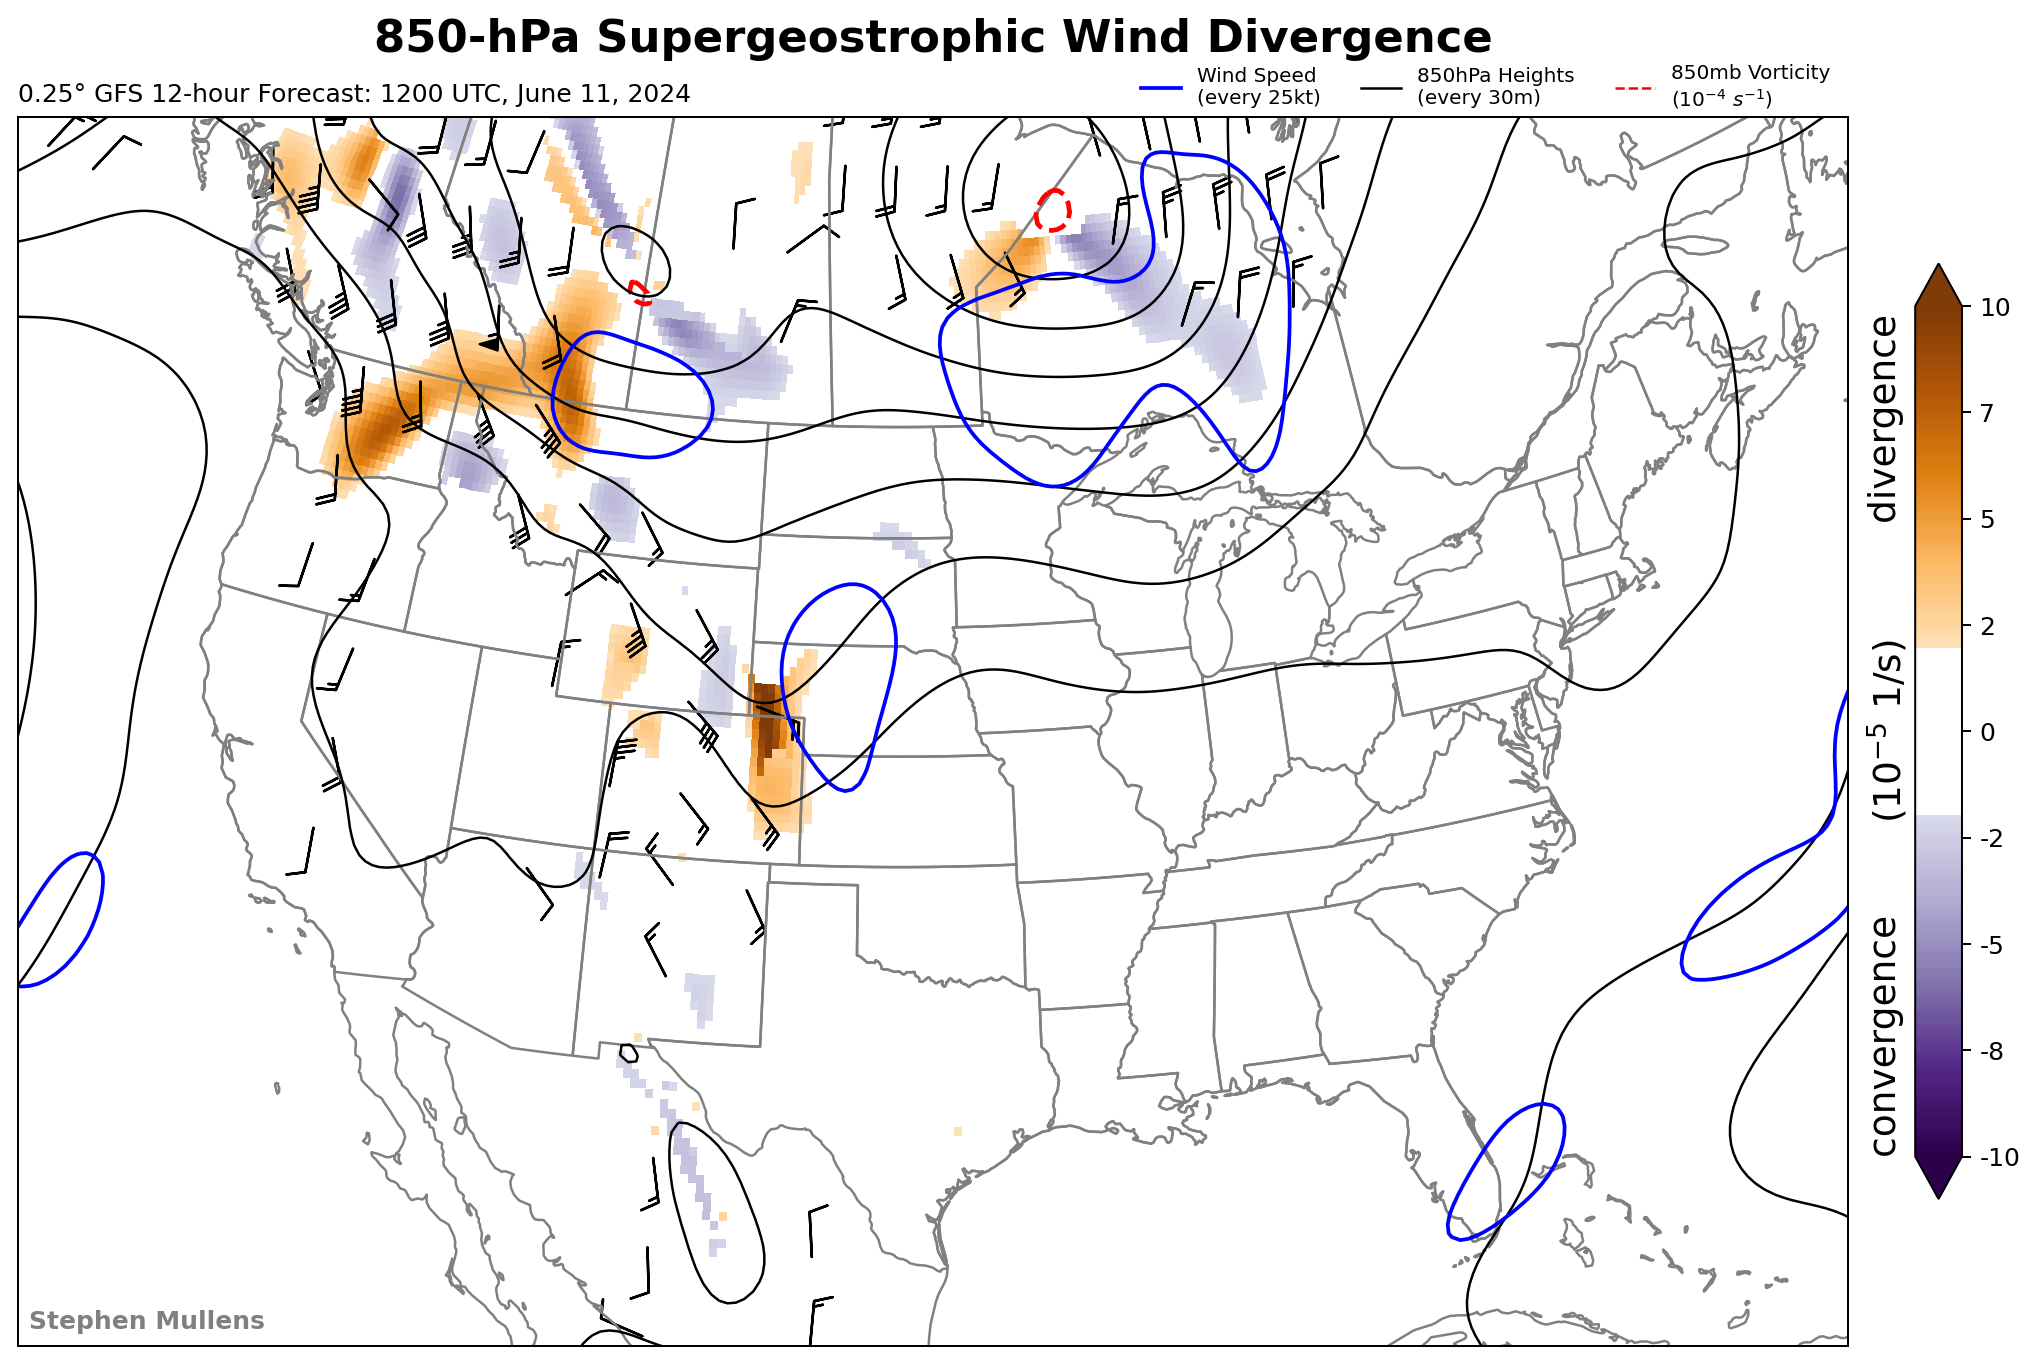 850-hPa Supergeostrophic Wind Divergence
0.25° GFS 12-hour Forecast: 1200 UTC, June 11, 2024
Wind Speed
(every 25kt)
850hPa Heights
(every 30m)
850mb Vorticity
(10⁻⁴ s⁻¹)
10
7
5
2
0
-2
-5
-8
-10
convergence (10⁻⁵ 1/s) divergence
Stephen Mullens